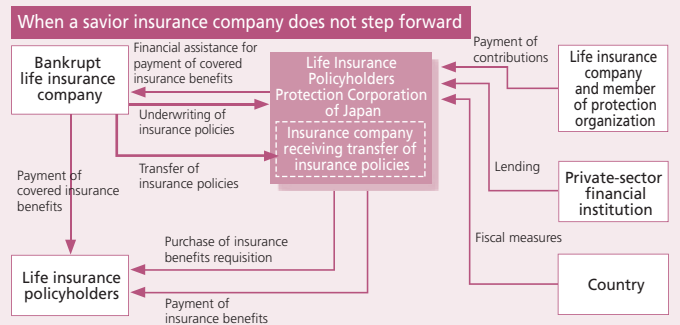 When a savior insurance company does not step forward
Bankrupt
life insurance
company
Financial assistance for
payment of covered
insurance benefits
Underwriting of
insurance policies
Transfer of
insurance policies
Payment of
covered insurance
benefits
Life Insurance
Policyholders
Protection Corporation
of Japan
Insurance company
receiving transfer of
insurance policies
Payment of
contributions
Life insurance
company
and member
of protection
organization
Lending
Private-sector
financial
institution
Fiscal measures
Country
Purchase of insurance
benefits requisition
Life insurance
policyholders
Payment of
insurance benefits